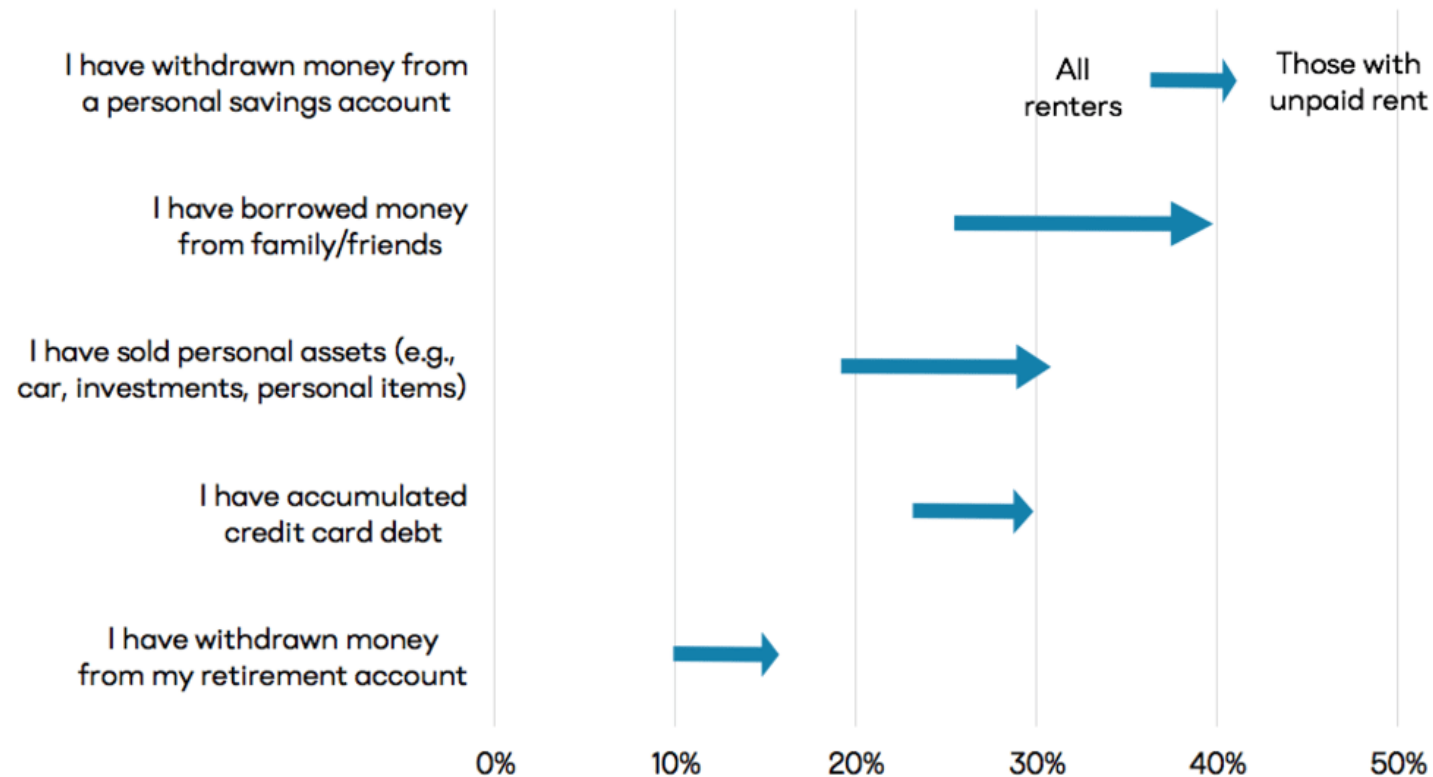 I have withdrawn money from
a personal savings account
All
renters
Those with
unpaid rent
I have borrowed money
from family/friends
I have sold personal assets (e.g.,
car, investments, personal items)
I have accumulated
credit card debt
I have withdrawn money
from my retirement account
0% 10% 20% 30% 40% 50%